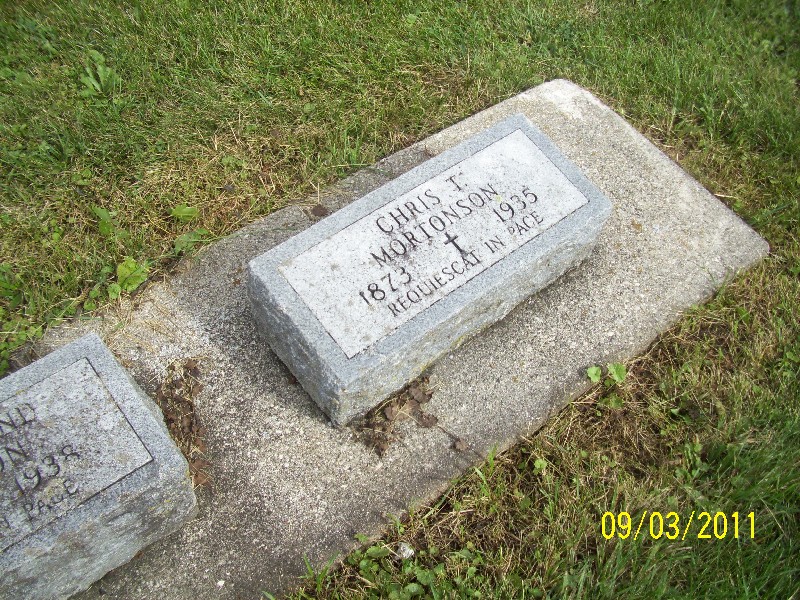 CHRIS T.
MORTONSON
1873 1935
REQUIESCAT IN PACE
1938
PACE
09/03/2011